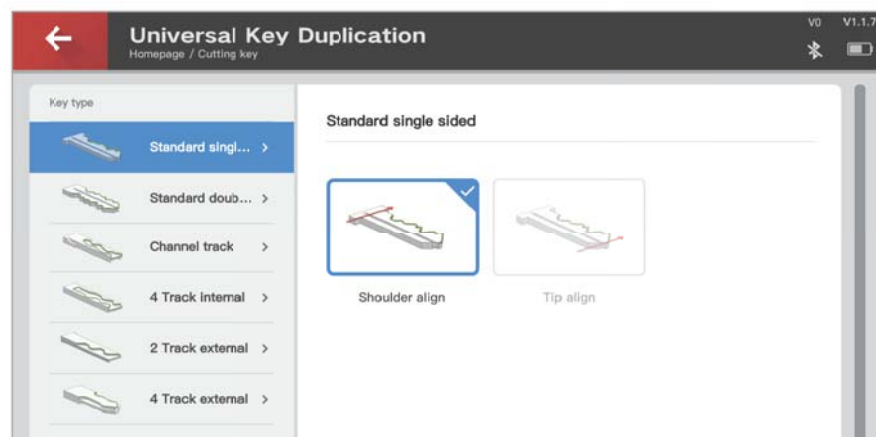 Universal Key Duplication
Homepage / Cutting key
V0 V1.1.7
Key type
Standard singl... >
Standard doub... >
Channel track >
4 Track internal >
2 Track external >
4 Track external >
Standard single sided
Shoulder align
Tip align